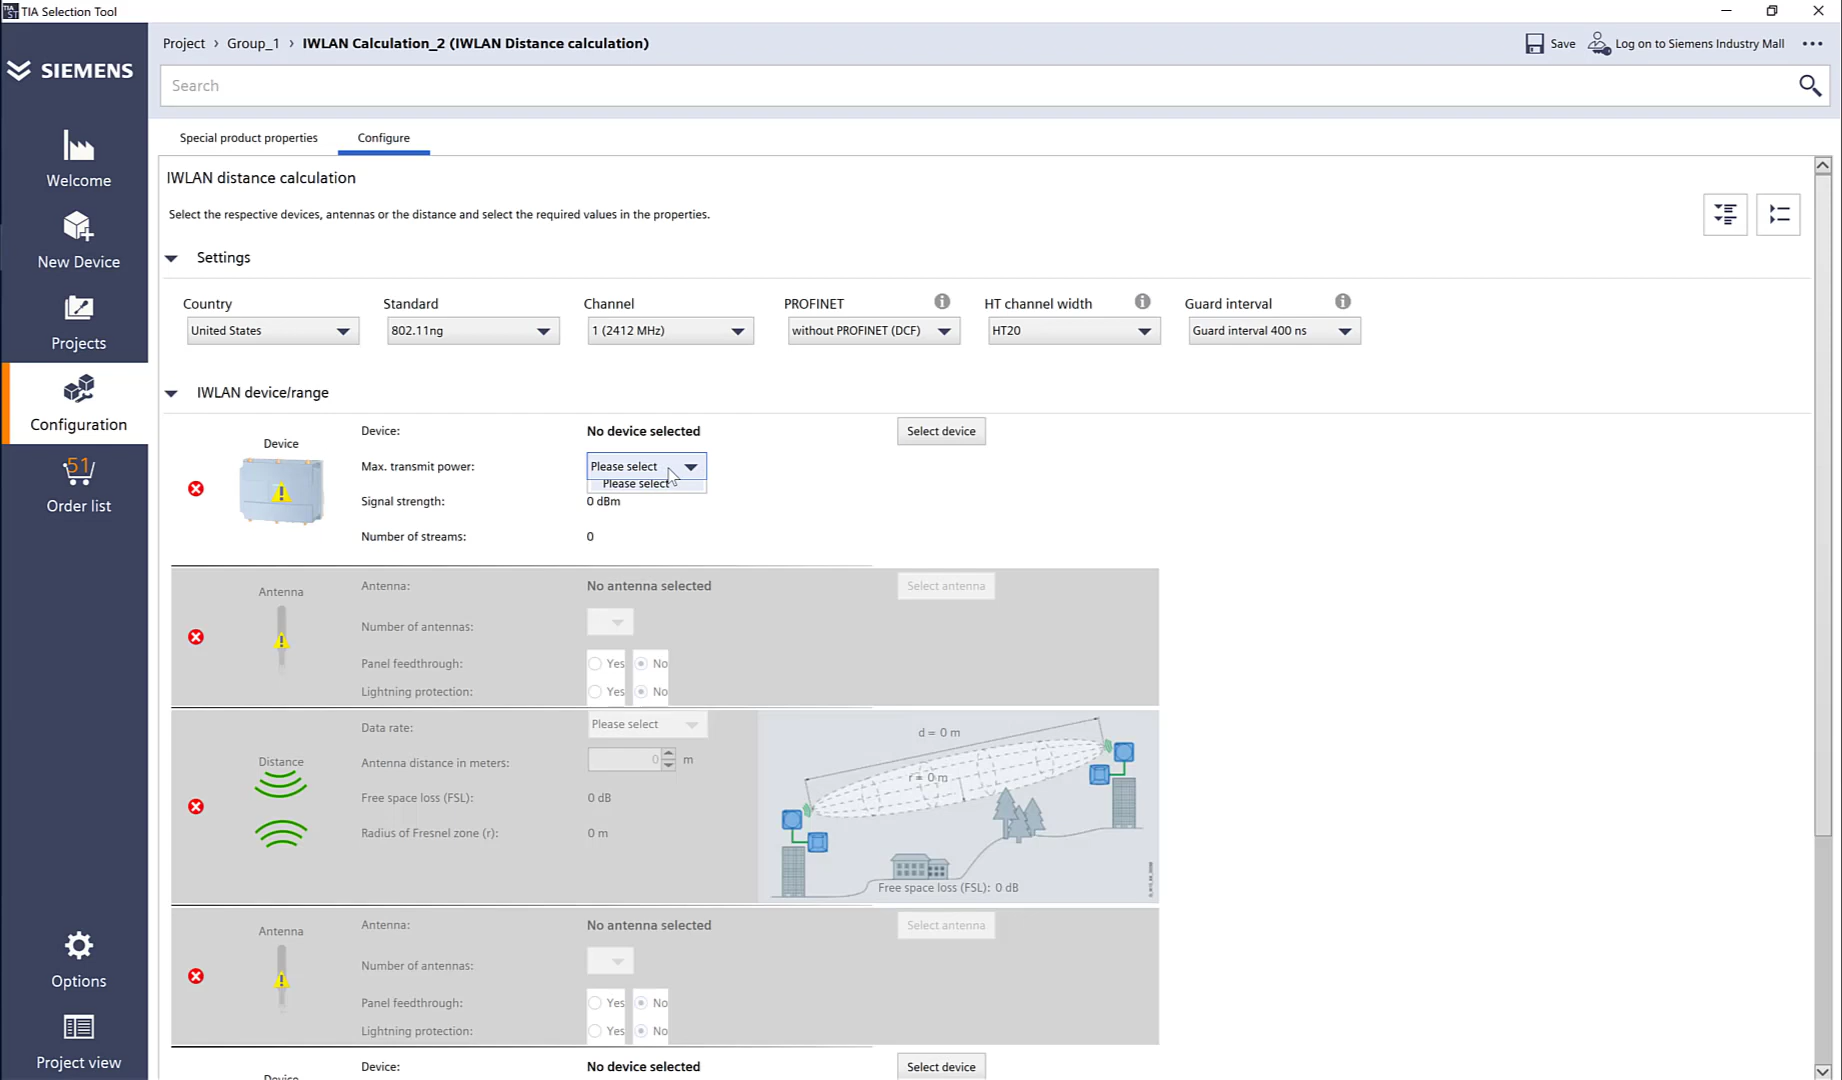 TIA Selection Tool
Project › Group_1 › IWLAN Calculation_2 (IWLAN Distance calculation)
Save
Log on to Siemens Industry Mall
SIEMENS
Search
Welcome
New Device
Projects
Configuration
51
Order list
Options
Project view
Special product properties
Configure
IWLAN distance calculation
Select the respective devices, antennas or the distance and select the required values in the properties.
Settings
Country
Standard
Channel
PROFINET
HT channel width
Guard interval
United States
802.11ng
1 (2412 MHz)
without PROFINET (DCF)
HT20
Guard interval 400 ns
IWLAN device/range
Device
Device:
No device selected
Select device
Max. transmit power:
Please select
Please select
Signal strength:
0 dBm
Number of streams:
0
Antenna
Antenna:
No antenna selected
Select antenna
Number of antennas:
Panel feedthrough:
Yes
No
Lightning protection:
Yes
No
Distance
Data rate:
Please select
Antenna distance in meters:
0
m
Free space loss (FSL):
0 dB
Radius of Fresnel zone (r):
0 m
d = 0 m
r = 0 m
Free space loss (FSL): 0 dB
Antenna
Antenna:
No antenna selected
Select antenna
Number of antennas:
Panel feedthrough:
Yes
No
Lightning protection:
Yes
No
Device
Device:
No device selected
Select device